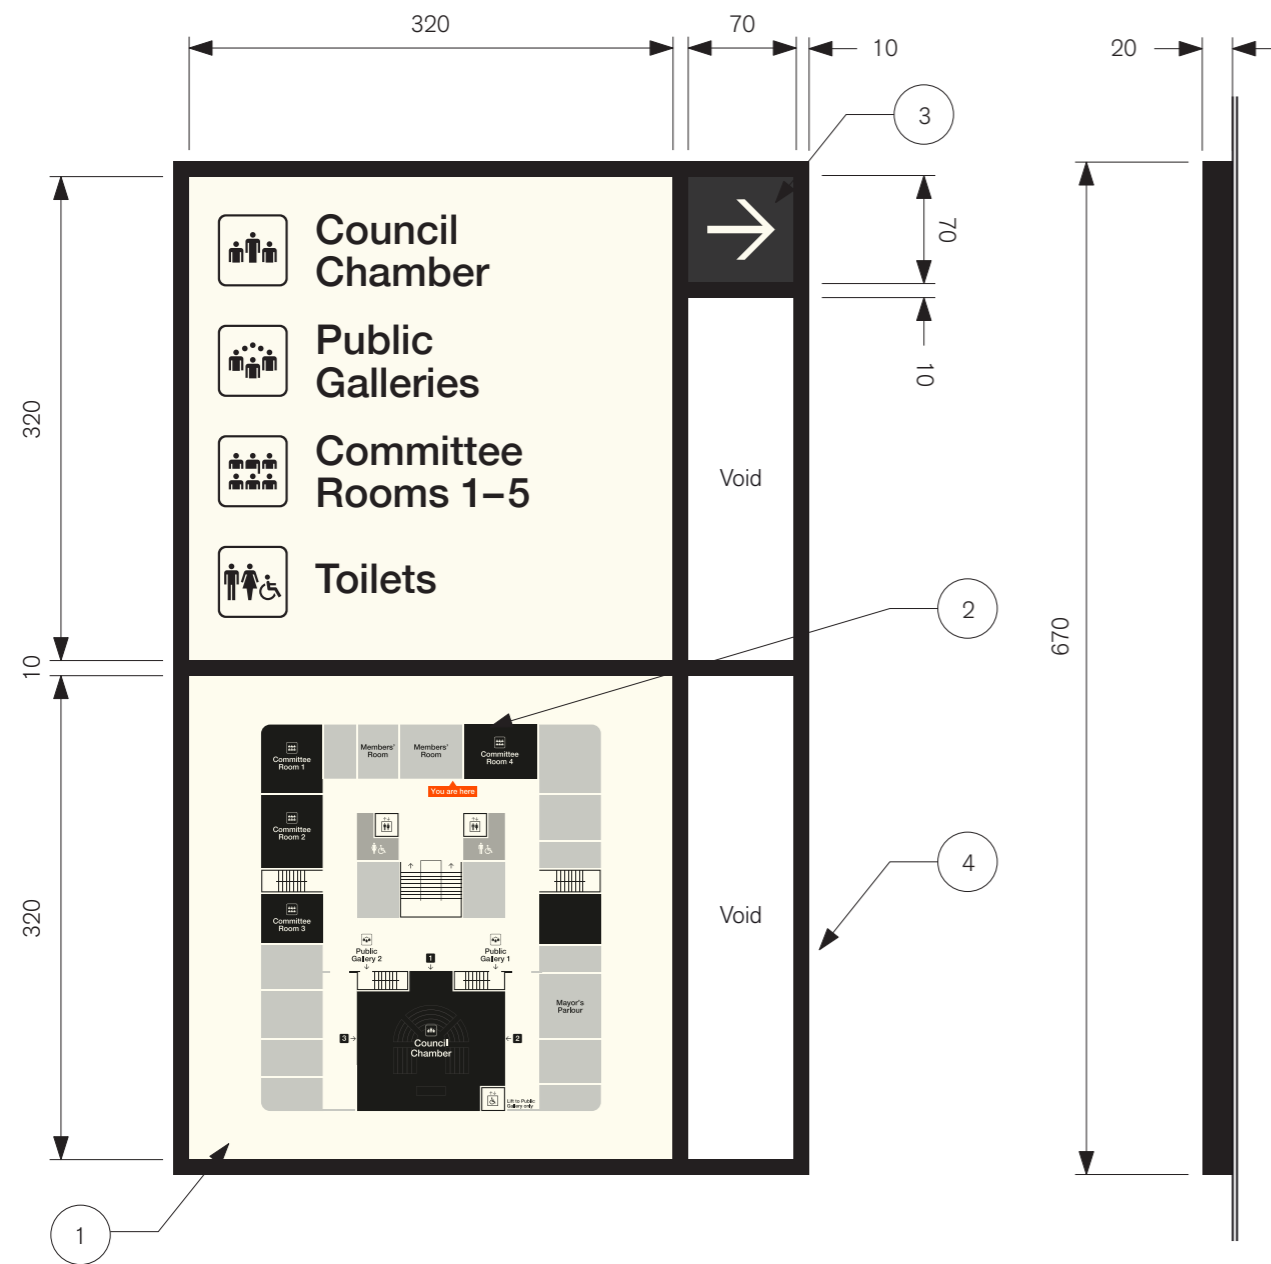 320
70
10
20
3
Council
Chamber
70
Public
Galleries
10
320
Committee
Rooms 1–5
Void
Toilets
2
10
670
Members'
Room
Members'
Room
Committee
Room 4
Committee
Room 1
You are here
Committee
Room 2
4
320
Committee
Room 3
Void
Public
Gallery 2
1
Public
Gallery 1
Mayor's
Parlour
3
2
Council
Chamber
Lift to Public
Gallery only
1